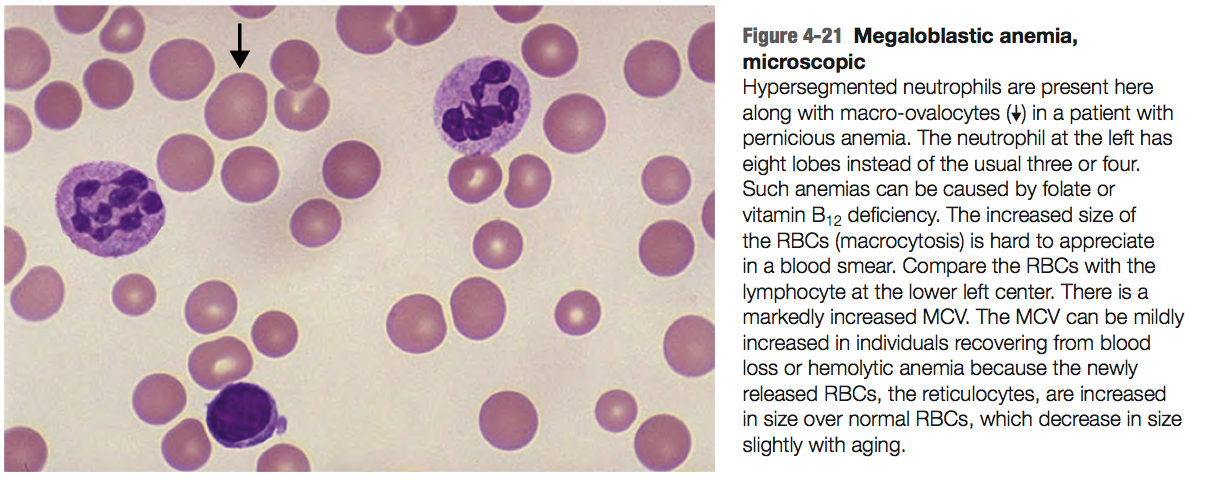 Figure 4-21 Megaloblastic anemia,
microscopic
Hypersegmented neutrophils are present here
along with macro-ovalocytes (↓) in a patient with
pernicious anemia. The neutrophil at the left has
eight lobes instead of the usual three or four.
Such anemias can be caused by folate or
vitamin B₁₂ deficiency. The increased size of
the RBCs (macrocytosis) is hard to appreciate
in a blood smear. Compare the RBCs with the
lymphocyte at the lower left center. There is a
markedly increased MCV. The MCV can be mildly
increased in individuals recovering from blood
loss or hemolytic anemia because the newly
released RBCs, the reticulocytes, are increased
in size over normal RBCs, which decrease in size
slightly with aging.